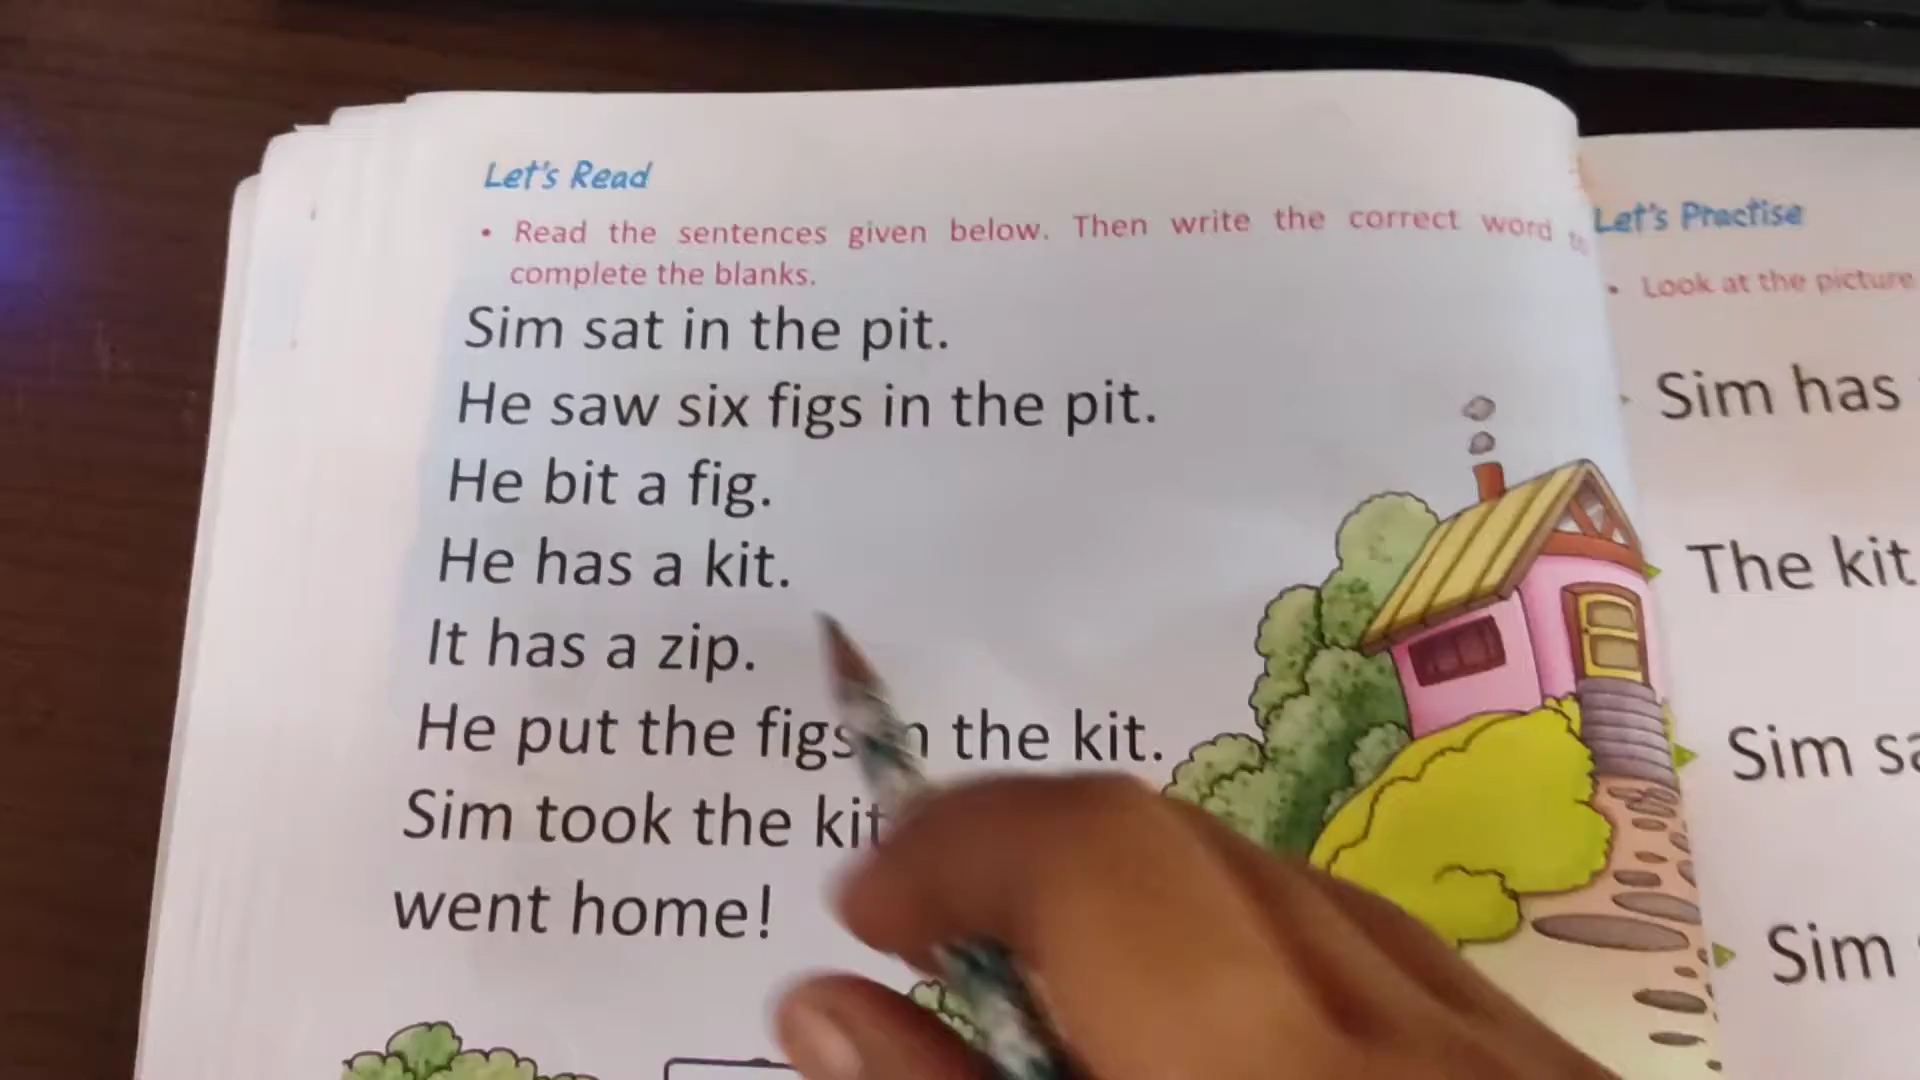 Let's Read
• Read the sentences given below. Then write the correct word to
complete the blanks.
Sim sat in the pit.
He saw six figs in the pit.
He bit a fig.
He has a kit.
It has a zip.
He put the figs the kit.
Sim took the kit
went home!
Let's Practise
• Look at the picture
Sim has
The kit
Sim
Sim